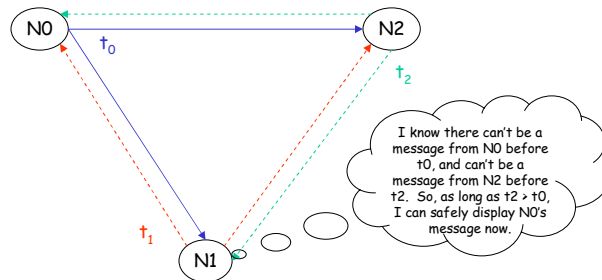 N0
N2
t0
t2
I know there can't be a
message from N0 before
t0, and can't be a
message from N2 before
t2. So, as long as t2 > t0,
I can safely display N0's
message now.
t1
N1